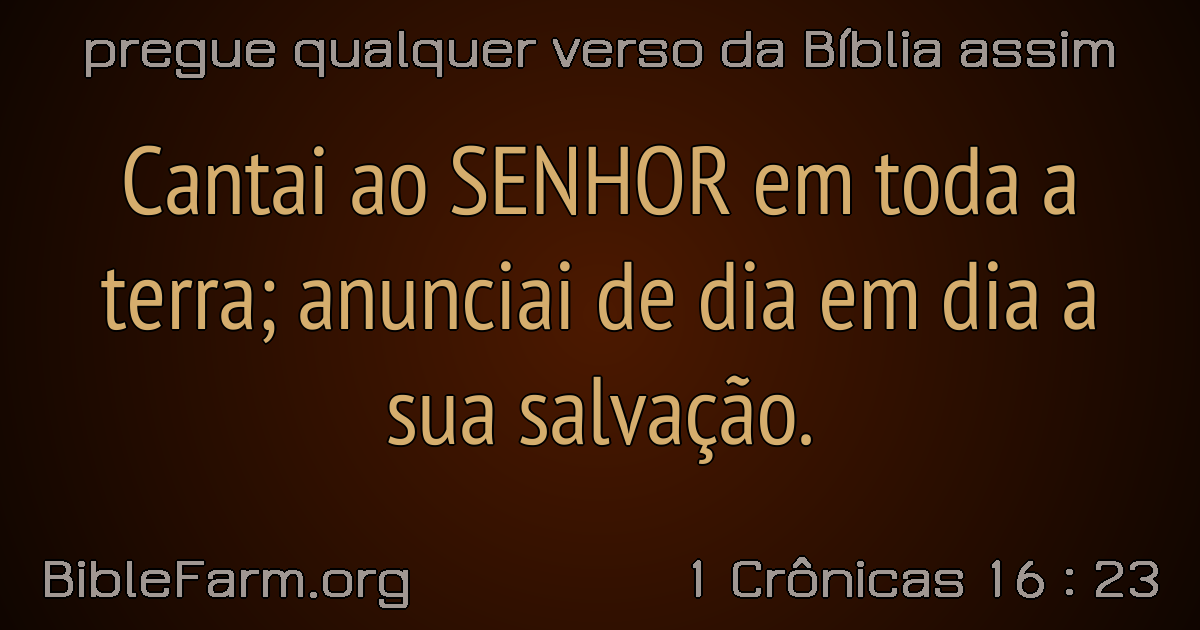 pregue qualquer verso da Bíblia assim
Cantai ao SENHOR em toda a
terra; anunciai de dia em dia a
sua salvação.
BibleFarm.org
1 Crônicas 16 : 23